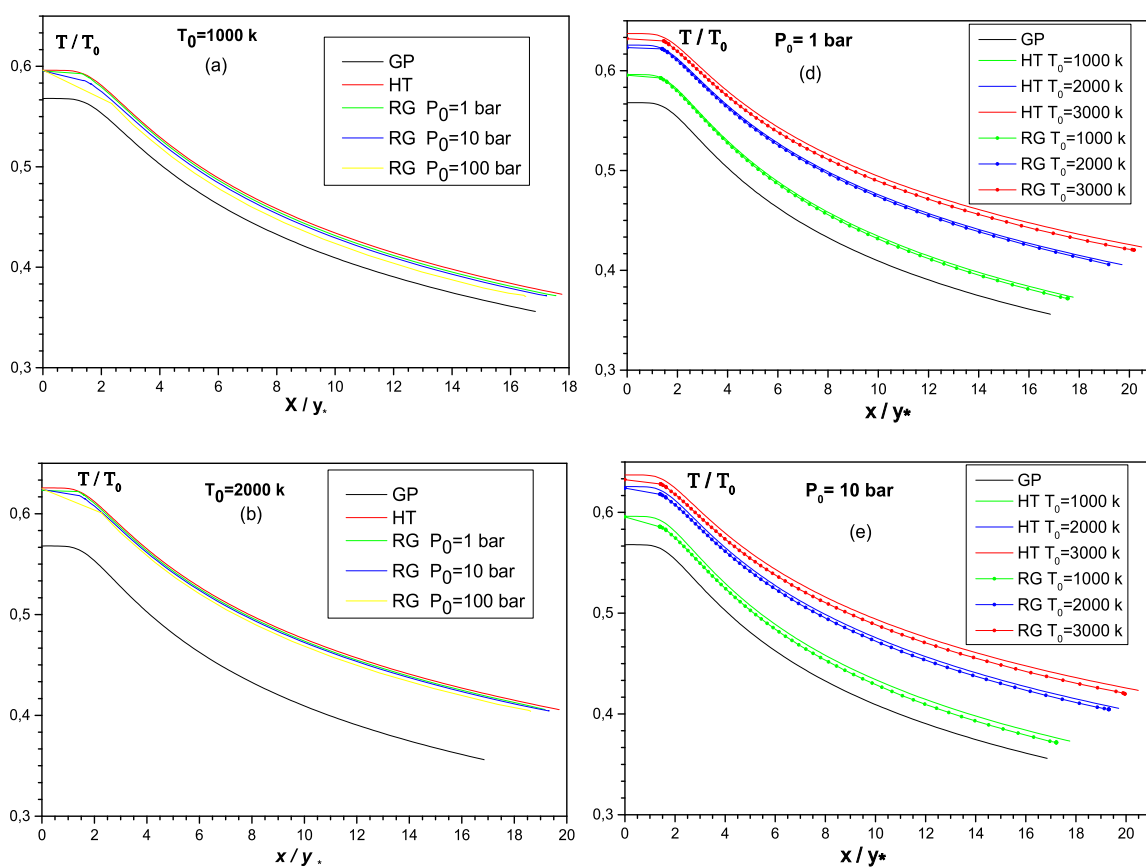 T / T0
T0=1000 k
(a)
GP
HT
RG P0=1 bar
RG P0=10 bar
RG P0=100 bar
0,6
0,5
0,4
0,3
0 2 4 6 8 10 12 14 16 18
X / y*
T / T0
P0= 1 bar
(d)
GP
HT T0=1000 k
HT T0=2000 k
HT T0=3000 k
RG T0=1000 k
RG T0=2000 k
RG T0=3000 k
0,6
0,5
0,4
0,3
0 2 4 6 8 10 12 14 16 18 20
x / y*
T / T0
T0=2000 k
(b)
GP
HT
RG P0=1 bar
RG P0=10 bar
RG P0=100 bar
0,6
0,5
0,4
0,3
0 2 4 6 8 10 12 14 16 18 20
x / y*
T / T0
P0= 10 bar
(e)
GP
HT T0=1000 k
HT T0=2000 k
HT T0=3000 k
RG T0=1000 k
RG T0=2000 k
RG T0=3000 k
0,6
0,5
0,4
0,3
0 2 4 6 8 10 12 14 16 18 20
x / y*